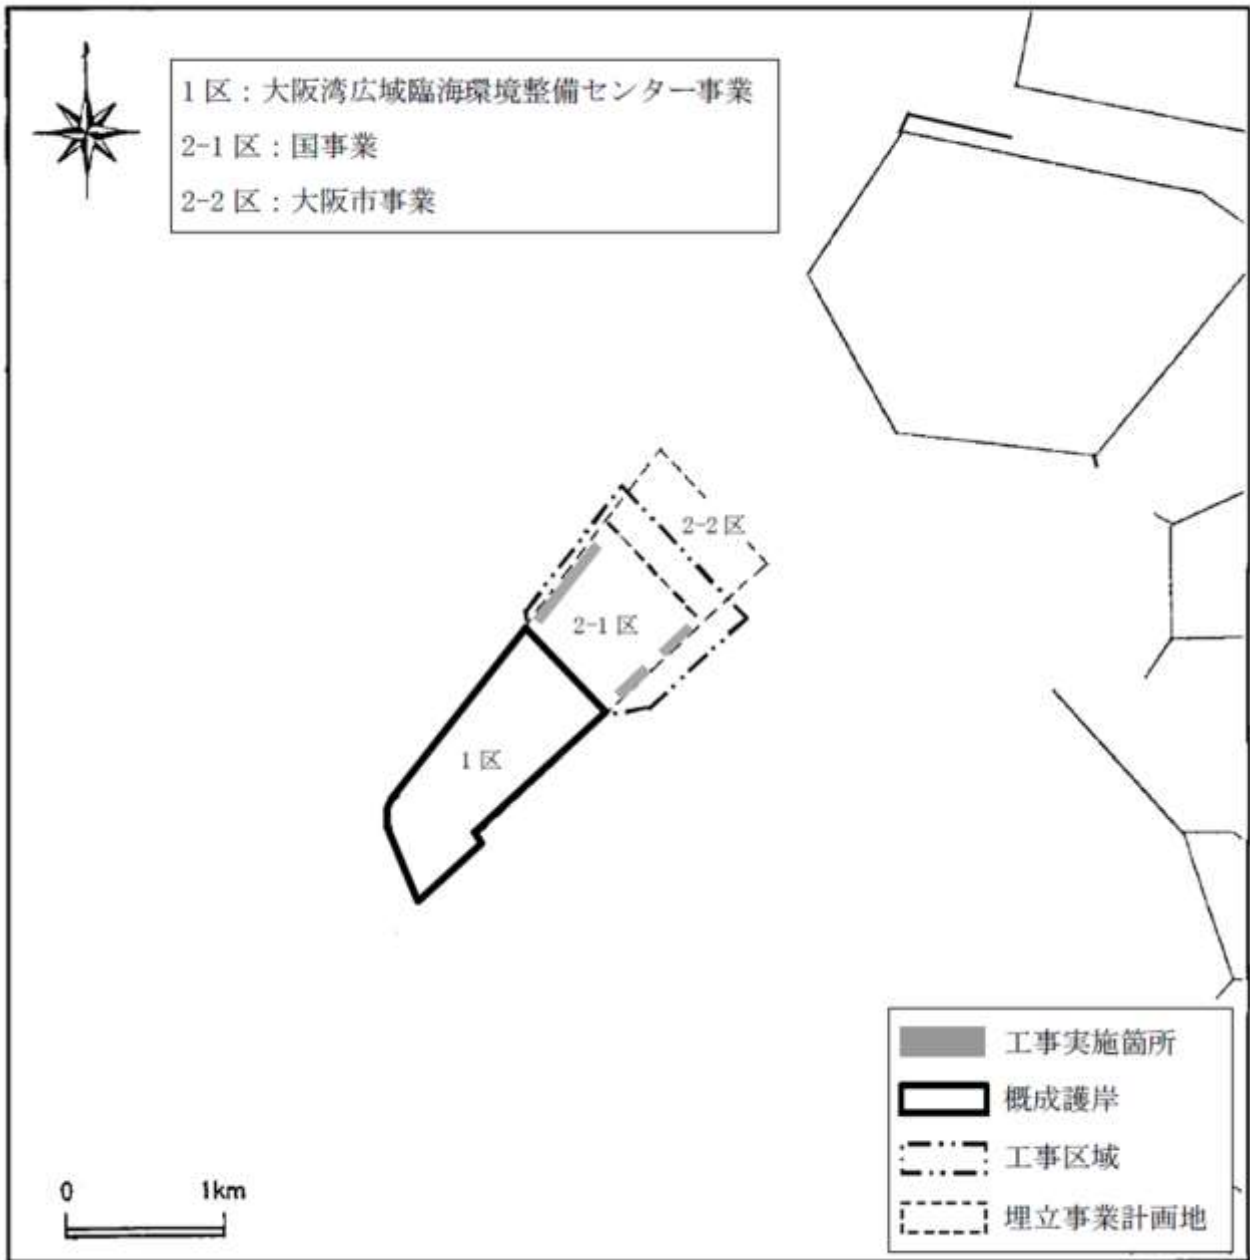 1区：大阪湾広域臨海環境整備センター事業
2-1区：国事業
2-2区：大阪市事業
2-2区
2-1区
1区
工事実施箇所
概成護岸
工事区域
埋立事業計画地
0 1km